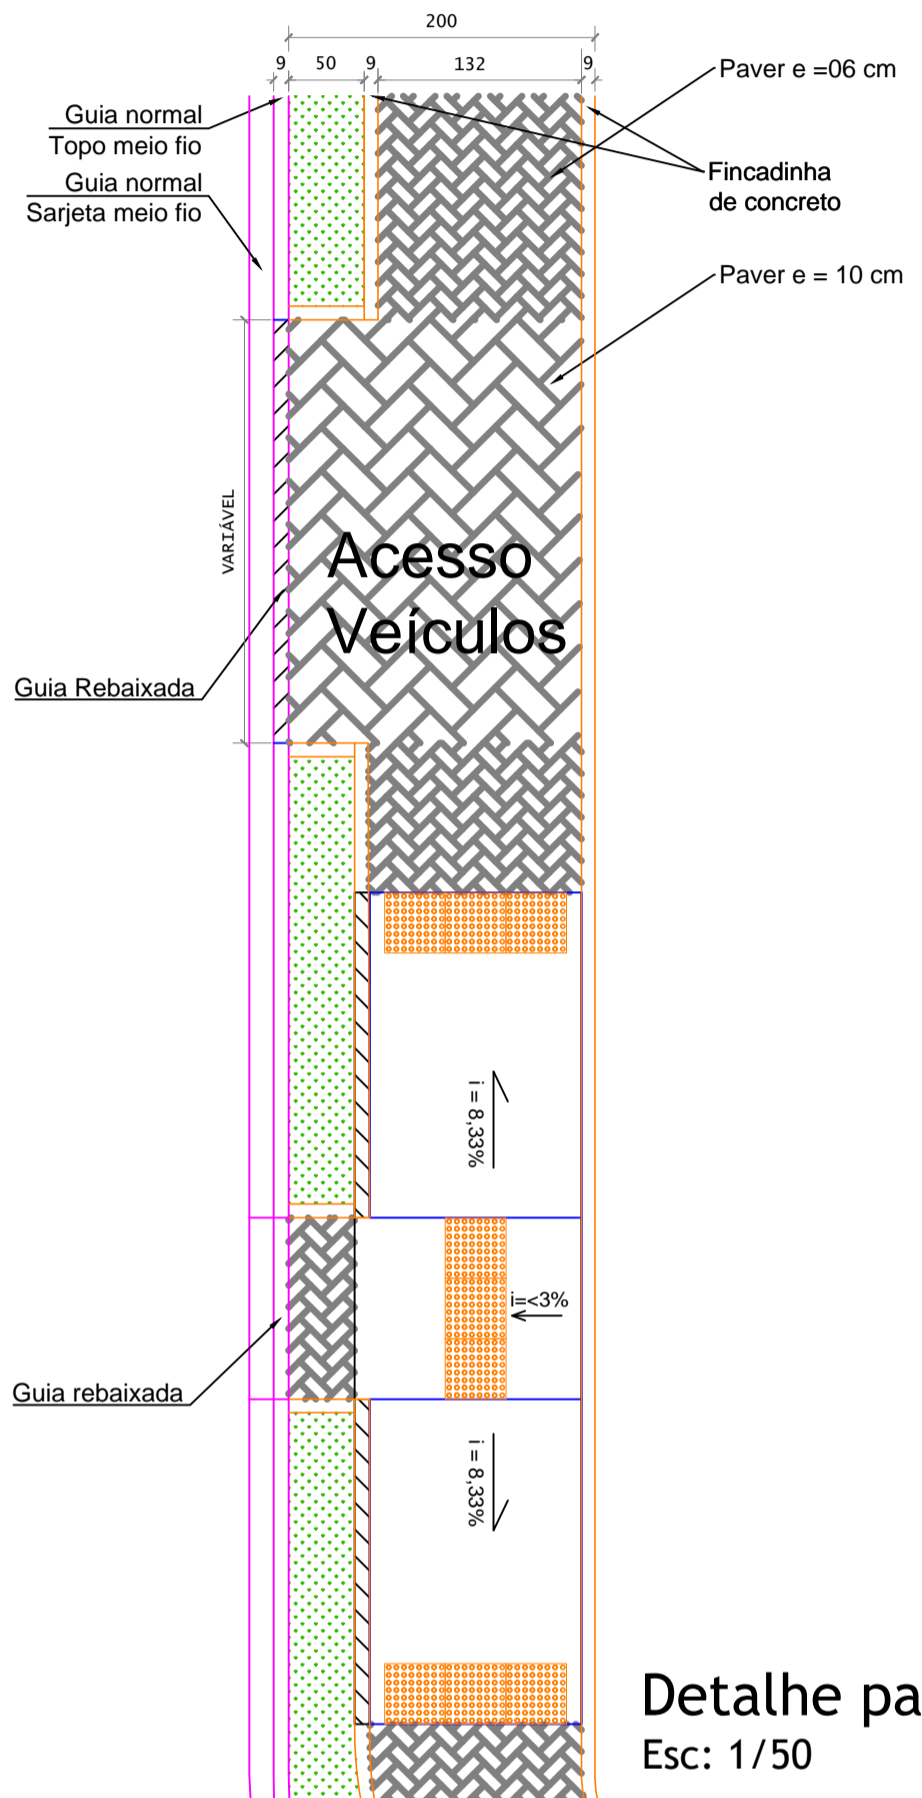 200
9 50 9 132 9
Paver e =06 cm
Guia normal
Topo meio fio
Guia normal
Sarjeta meio fio
Fincadinha
de concreto
Paver e = 10 cm
VARIÁVEL
Acesso
Veículos
Guia Rebaixada
i = 8,33%
i=<3%
Guia rebaixada
i = 8,33%
Detalhe pa
Esc: 1/50